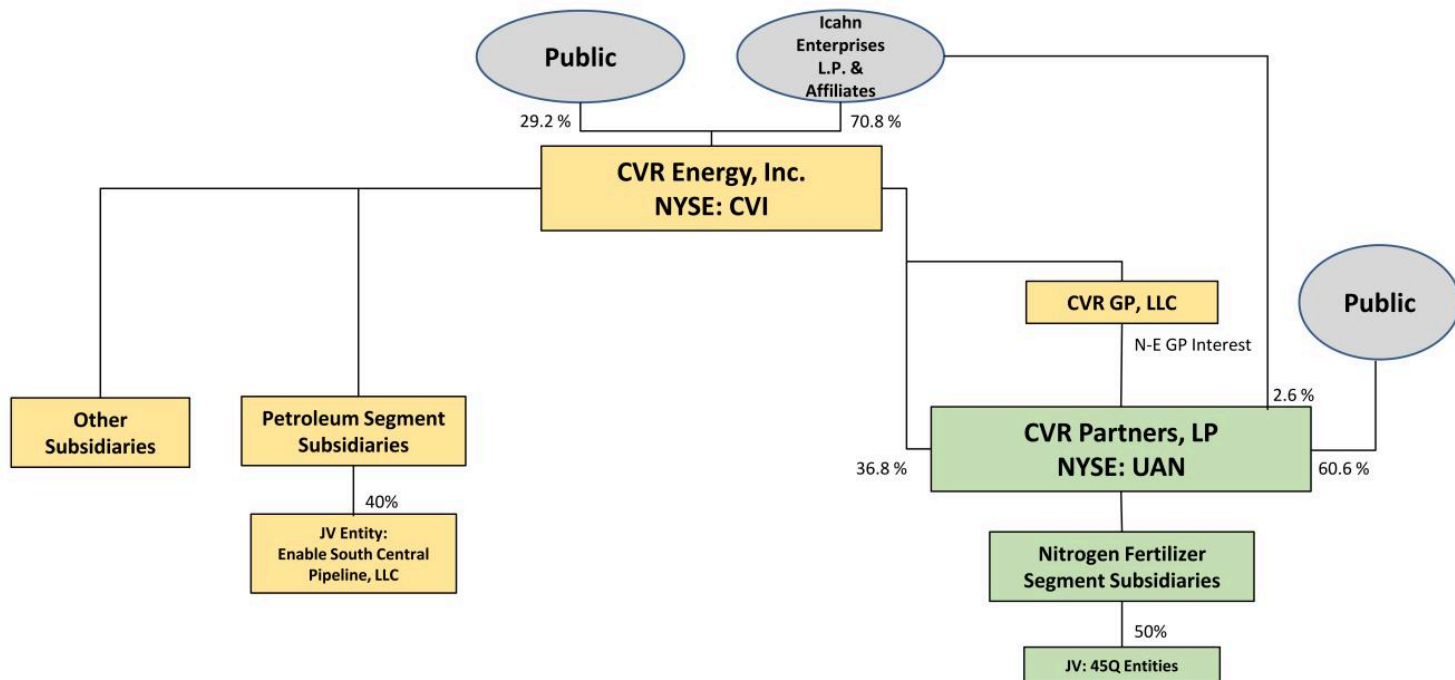 Public
Icahn
Enterprises
L.P. &
Affiliates
29.2 %
70.8 %
CVR Energy, Inc.
NYSE: CVI
CVR GP, LLC
Public
N-E GP Interest
2.6 %
Other
Subsidiaries
Petroleum Segment
Subsidiaries
CVR Partners, LP
NYSE: UAN
36.8 %
60.6 %
40%
JV Entity:
Enable South Central
Pipeline, LLC
Nitrogen Fertilizer
Segment Subsidiaries
50%
JV: 45Q Entities